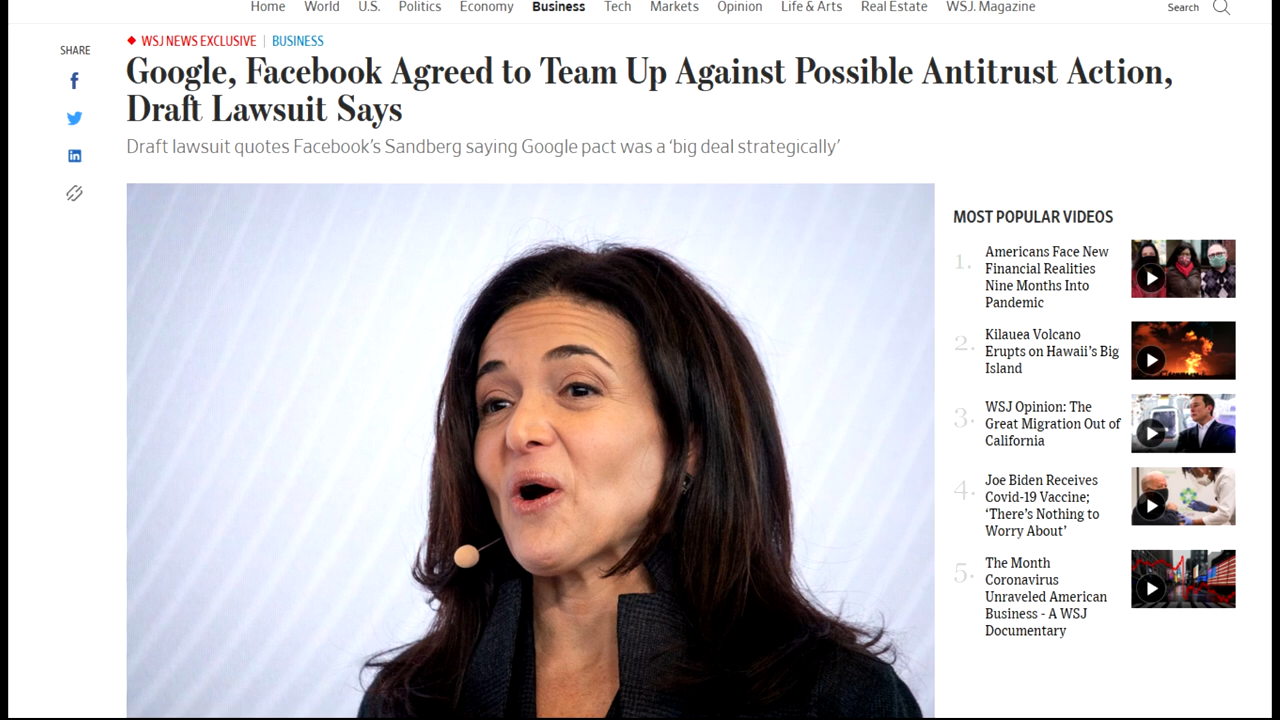 Home World U.S. Politics Economy Business Tech Markets Opinion Life & Arts Real Estate WSJ. Magazine Search
SHARE
WSJ NEWS EXCLUSIVE | BUSINESS
Google, Facebook Agreed to Team Up Against Possible Antitrust Action,
Draft Lawsuit Says
Draft lawsuit quotes Facebook's Sandberg saying Google pact was a ‘big deal strategically’
MOST POPULAR VIDEOS
1. Americans Face New
Financial Realities
Nine Months Into
Pandemic
2. Kilauea Volcano
Erupts on Hawaii's Big
Island
3. WSJ Opinion: The
Great Migration Out of
California
4. Joe Biden Receives
Covid-19 Vaccine;
‘There's Nothing to
Worry About’
5. The Month
Coronavirus
Unraveled American
Business - A WSJ
Documentary